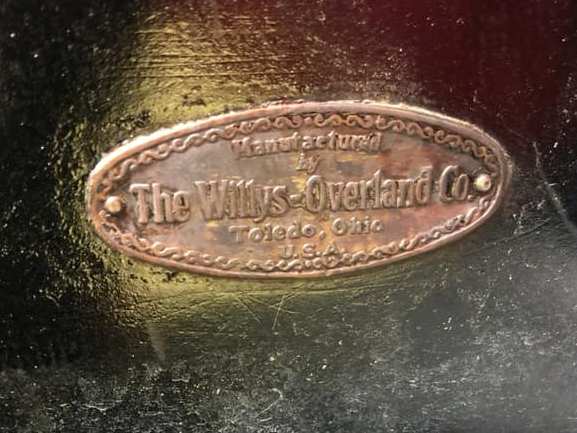 Manufactured
by
The Willys-Overland Co.
Toledo, Ohio
U.S.A.